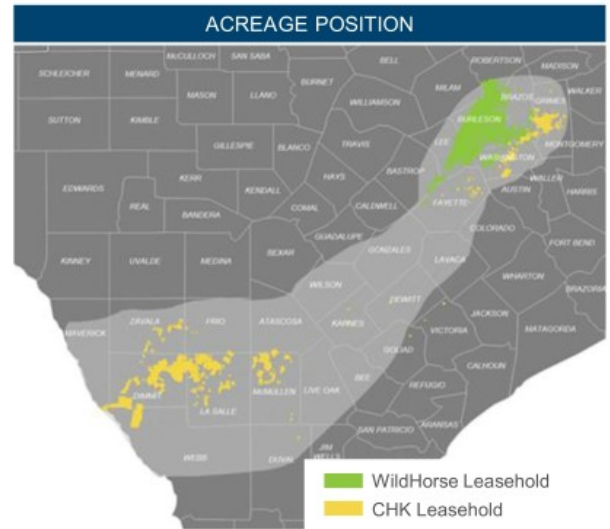 ACREAGE POSITION
McCULLOCH SAN SABA BELL ROBERTSON MADISON
SCHLEICHER MENARD BURNET MILAM BRAZOS GRIMES WALKER
MASON LLANO WILLIAMSON
SUTTON KIMBLE BURLESON
GILLESPIE BLANCO TRAVIS LEE WASHINGTON MONTGOMERY
KERR HAYS BASTROP WALLER
EDWARDS KENDALL AUSTIN HARRIS
REAL BANDERA COMAL CALDWELL FAYETTE
GUADALUPE COLORADO
KINNEY UVALDE MEDINA BEXAR GONZALES LAVACA FORT BEND
WILSON WHARTON BRAZORIA
MAVERICK ZAVALA FRIO ATASCOSA KARNES DEWITT JACKSON
VICTORIA MATAGORDA
GOLIAD
DIMMIT LA SALLE McMULLEN LIVE OAK BEE CALHOUN
REFUGIO
SAN PATRICIO ARANSAS
WEBB DUVAL JIM WELLS
WildHorse Leasehold
CHK Leasehold